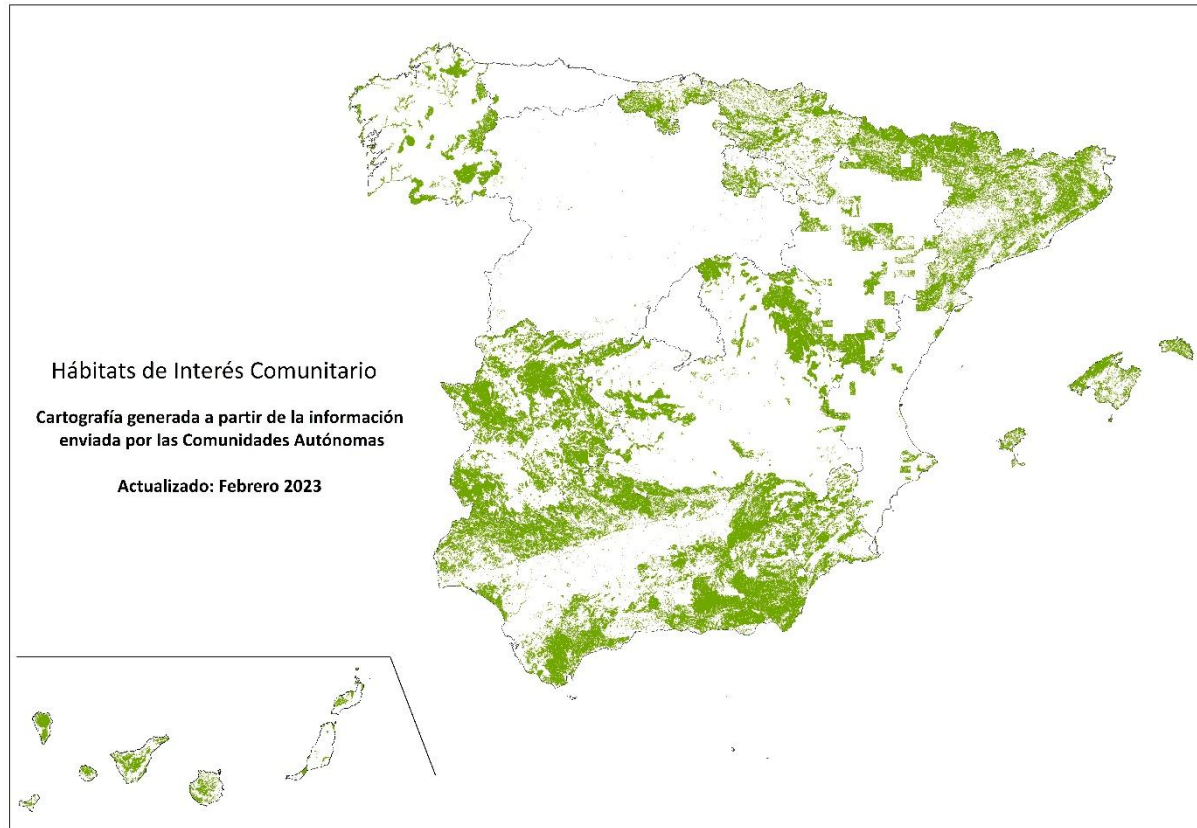 Hábitats de Interés Comunitario
Cartografía generada a partir de la información
enviada por las Comunidades Autónomas
Actualizado: Febrero 2023